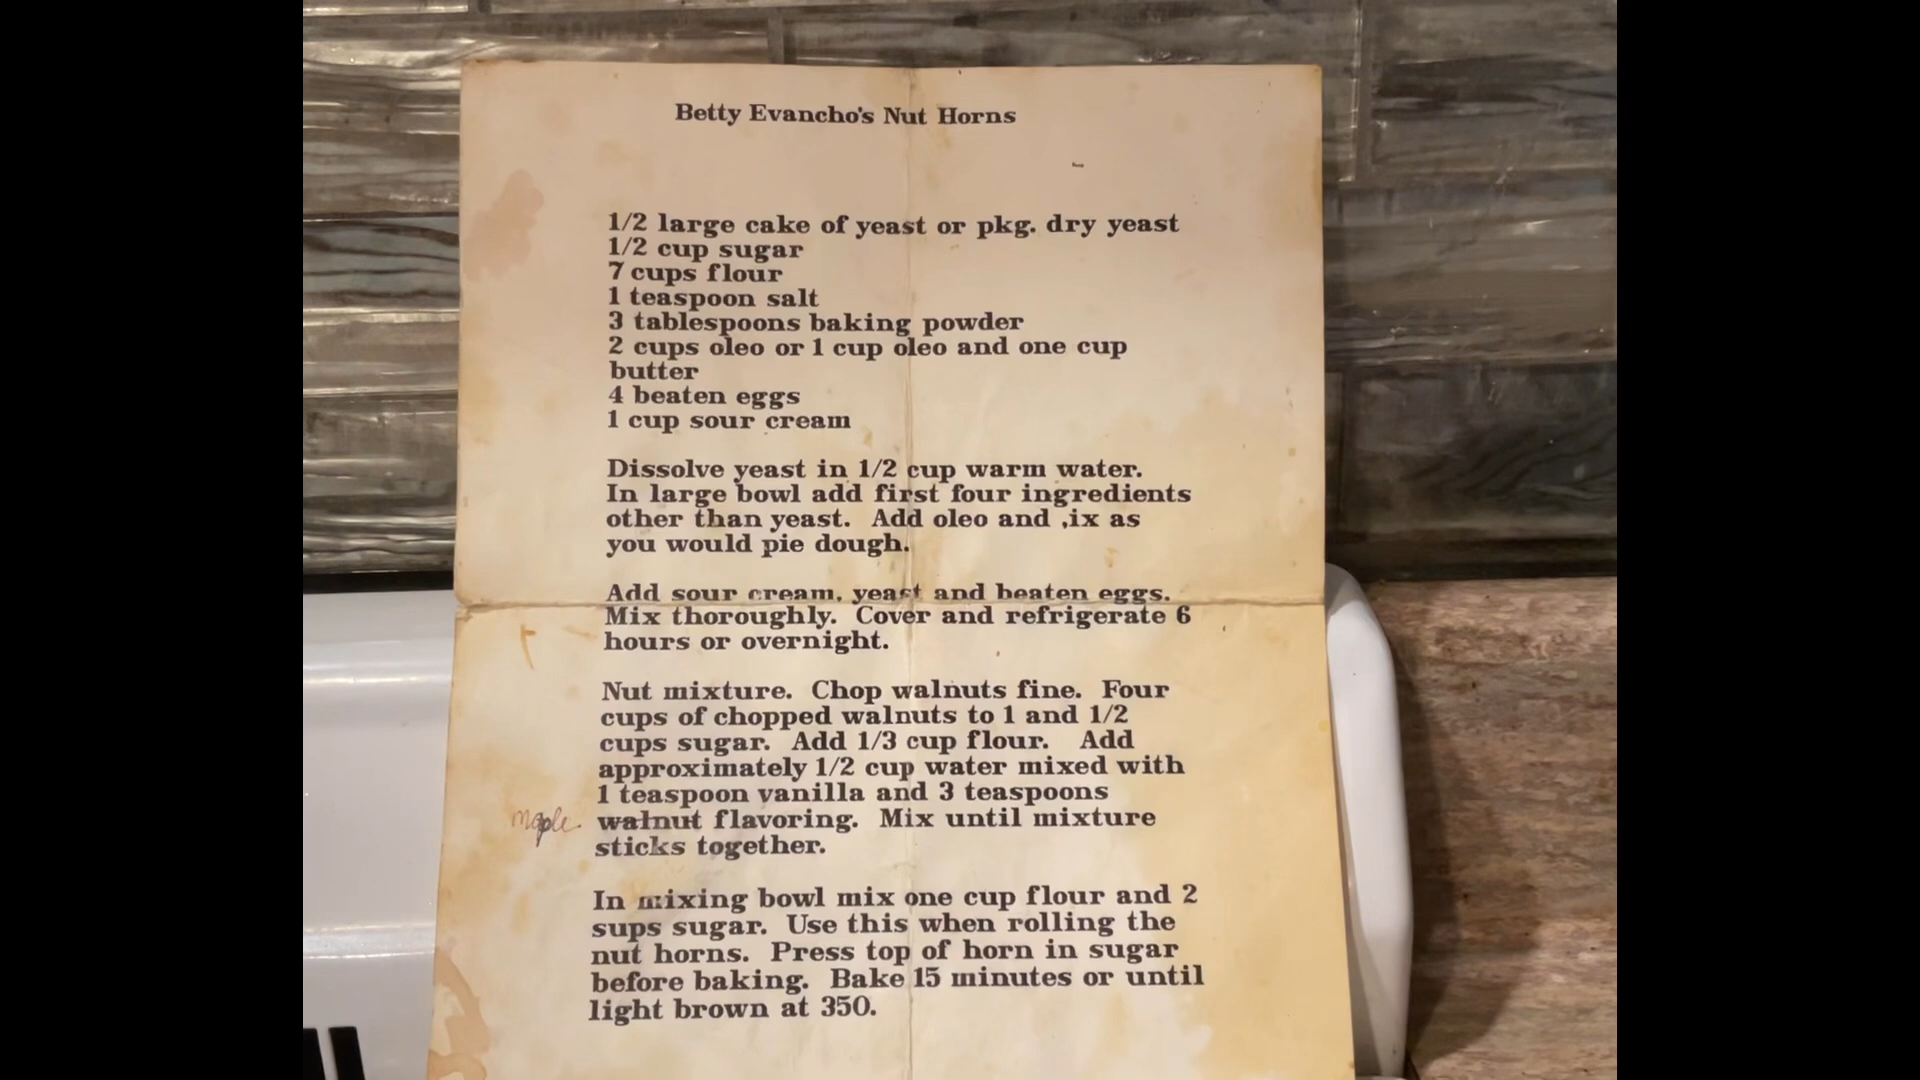 Betty Evancho's Nut Horns
1/2 large cake of yeast or pkg. dry yeast
1/2 cup sugar
7 cups flour
1 teaspoon salt
3 tablespoons baking powder
2 cups oleo or 1 cup oleo and one cup
butter
4 beaten eggs
1 cup sour cream
Dissolve yeast in 1/2 cup warm water.
In large bowl add first four ingredients
other than yeast. Add oleo and ,ix as
you would pie dough.
Add sour cream, yeast and beaten eggs.
Mix thoroughly. Cover and refrigerate 6
hours or overnight.
Nut mixture. Chop walnuts fine. Four
cups of chopped walnuts to 1 and 1/2
cups sugar. Add 1/3 cup flour. Add
approximately 1/2 cup water mixed with
1 teaspoon vanilla and 3 teaspoons
maple walnut flavoring. Mix until mixture
sticks together.
In mixing bowl mix one cup flour and 2
sups sugar. Use this when rolling the
nut horns. Press top of horn in sugar
before baking. Bake 15 minutes or until
light brown at 350.